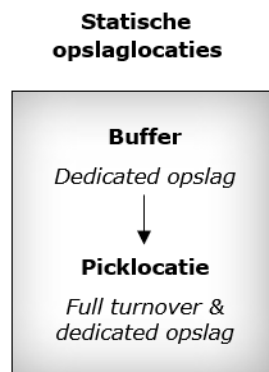 Statische
opslaglocaties
Buffer
Dedicated opslag
Picklocatie
Full turnover &
dedicated opslag